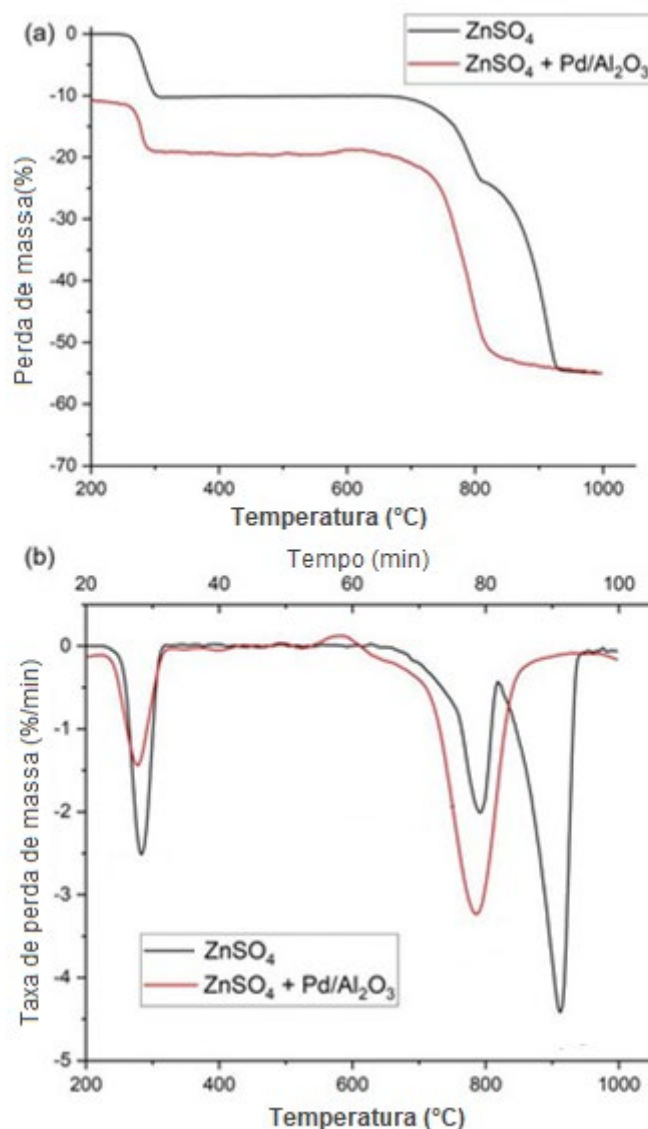 (a)
ZnSO₄
ZnSO₄ + Pd/Al₂O₃
0
-10
-20
-30
-40
-50
-60
-70
Perda de massa(%)
200 400 600 800 1000
Temperatura (°C)
(b)
Tempo (min)
20 40 60 80 100
0
-1
-2
-3
-4
-5
Taxa de perda de massa (%/min)
ZnSO₄
ZnSO₄ + Pd/Al₂O₃
200 400 600 800 1000
Temperatura (°C)